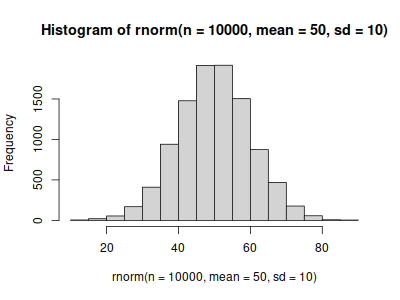 Histogram of rnorm(n = 10000, mean = 50, sd = 10)
Frequency
1500
1000
500
0
20 40 60 80
rnorm(n = 10000, mean = 50, sd = 10)